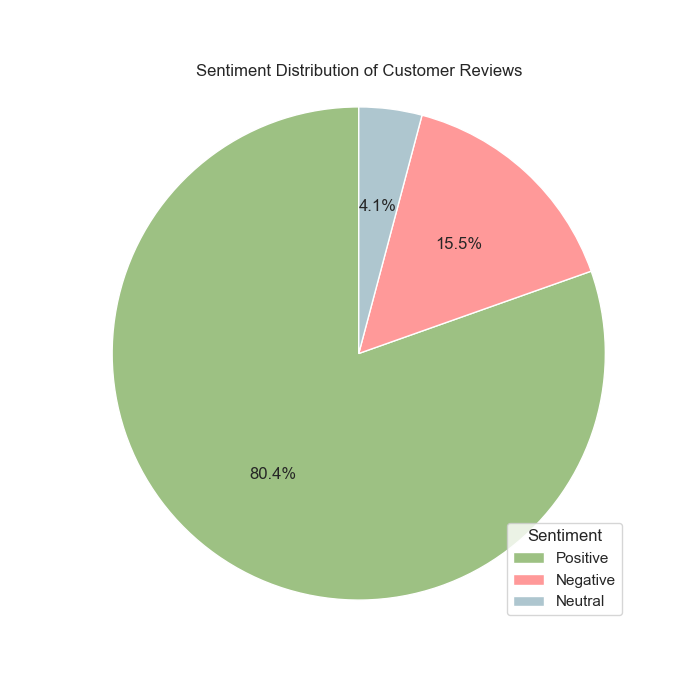 Sentiment Distribution of Customer Reviews
4.1%
15.5%
80.4%
Sentiment
Positive
Negative
Neutral